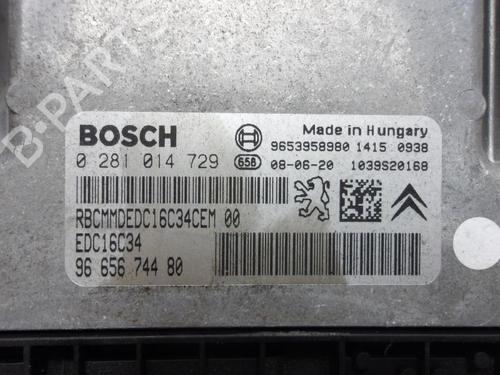 BOSCH
Made in Hungary
9653958980 1415 0938
0 281 014 729 658 08-06-20 1039S20168
RBCMMDEDC16C34CEM 00
EDC16C34
96 656 744 80
B-PARTS